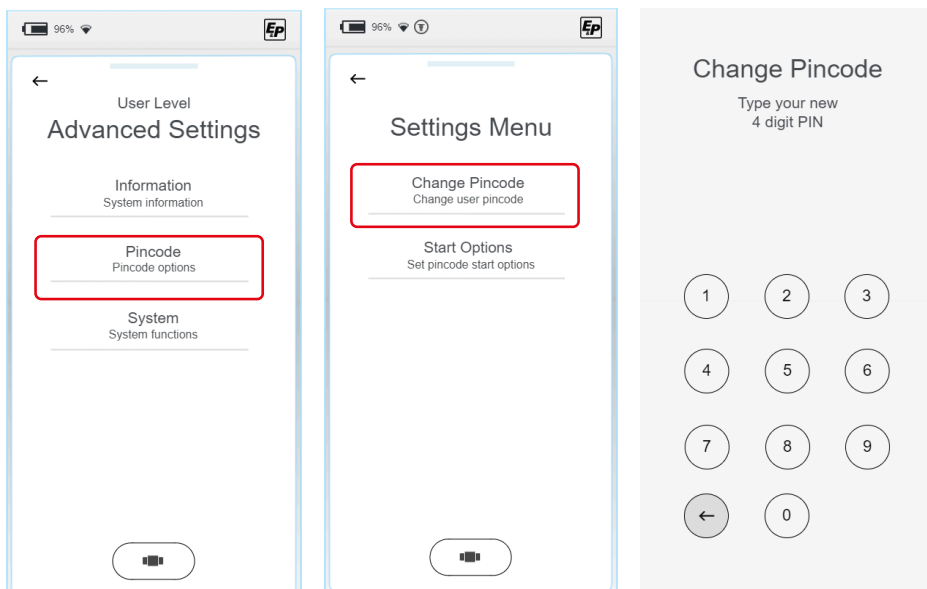 96%
EP
←
User Level
Advanced Settings
Information
System information
Pincode
Pincode options
System
System functions
96%
EP
←
Settings Menu
Change Pincode
Change user pincode
Start Options
Set pincode start options
Change Pincode
Type your new
4 digit PIN
1 2 3
4 5 6
7 8 9
← 0